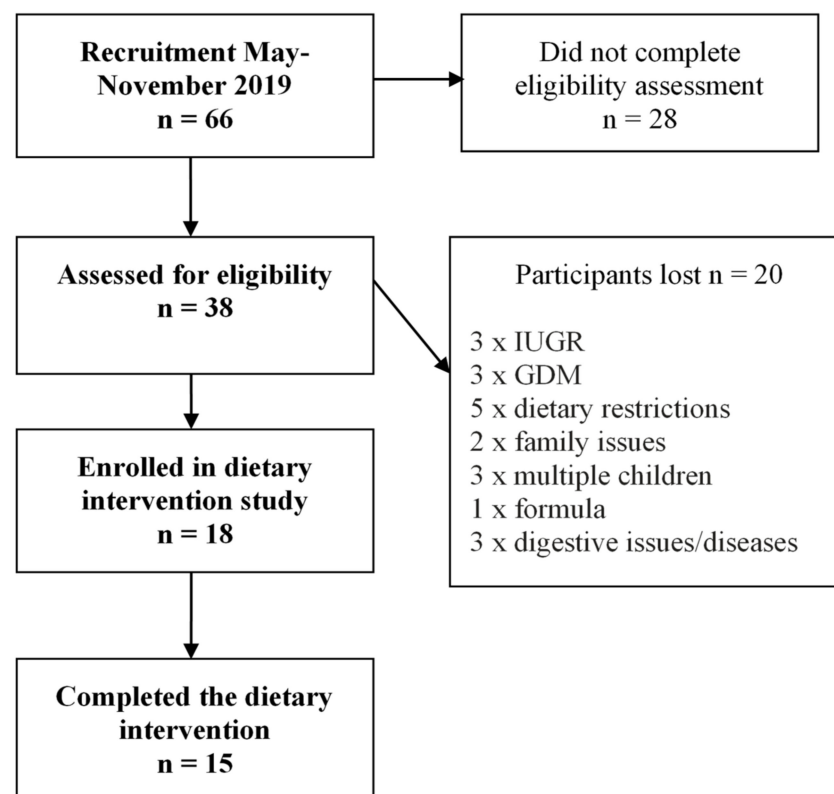 Recruitment May-
November 2019
n = 66
Did not complete
eligibility assessment
n = 28
Assessed for eligibility
n = 38
Participants lost n = 20
3 x IUGR
3 x GDM
5 x dietary restrictions
2 x family issues
3 x multiple children
1 x formula
3 x digestive issues/diseases
Enrolled in dietary
intervention study
n = 18
Completed the dietary
intervention
n = 15